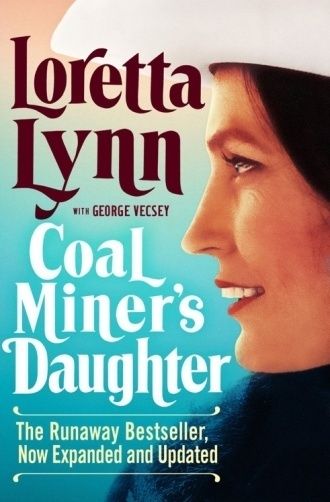 Loretta
Lynn
WITH GEORGE VECSEY
Coal
Miner's
Daughter
The Runaway Bestseller,
Now Expanded and Updated